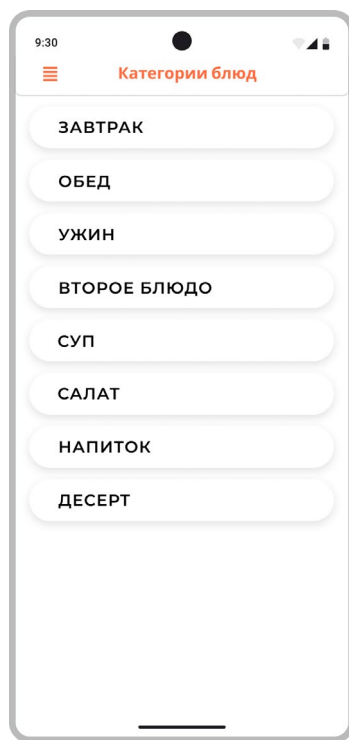 9:30
Категории блюд
ЗАВТРАК
ОБЕД
УЖИН
ВТОРОЕ БЛЮДО
СУП
САЛАТ
НАПИТОК
ДЕСЕРТ